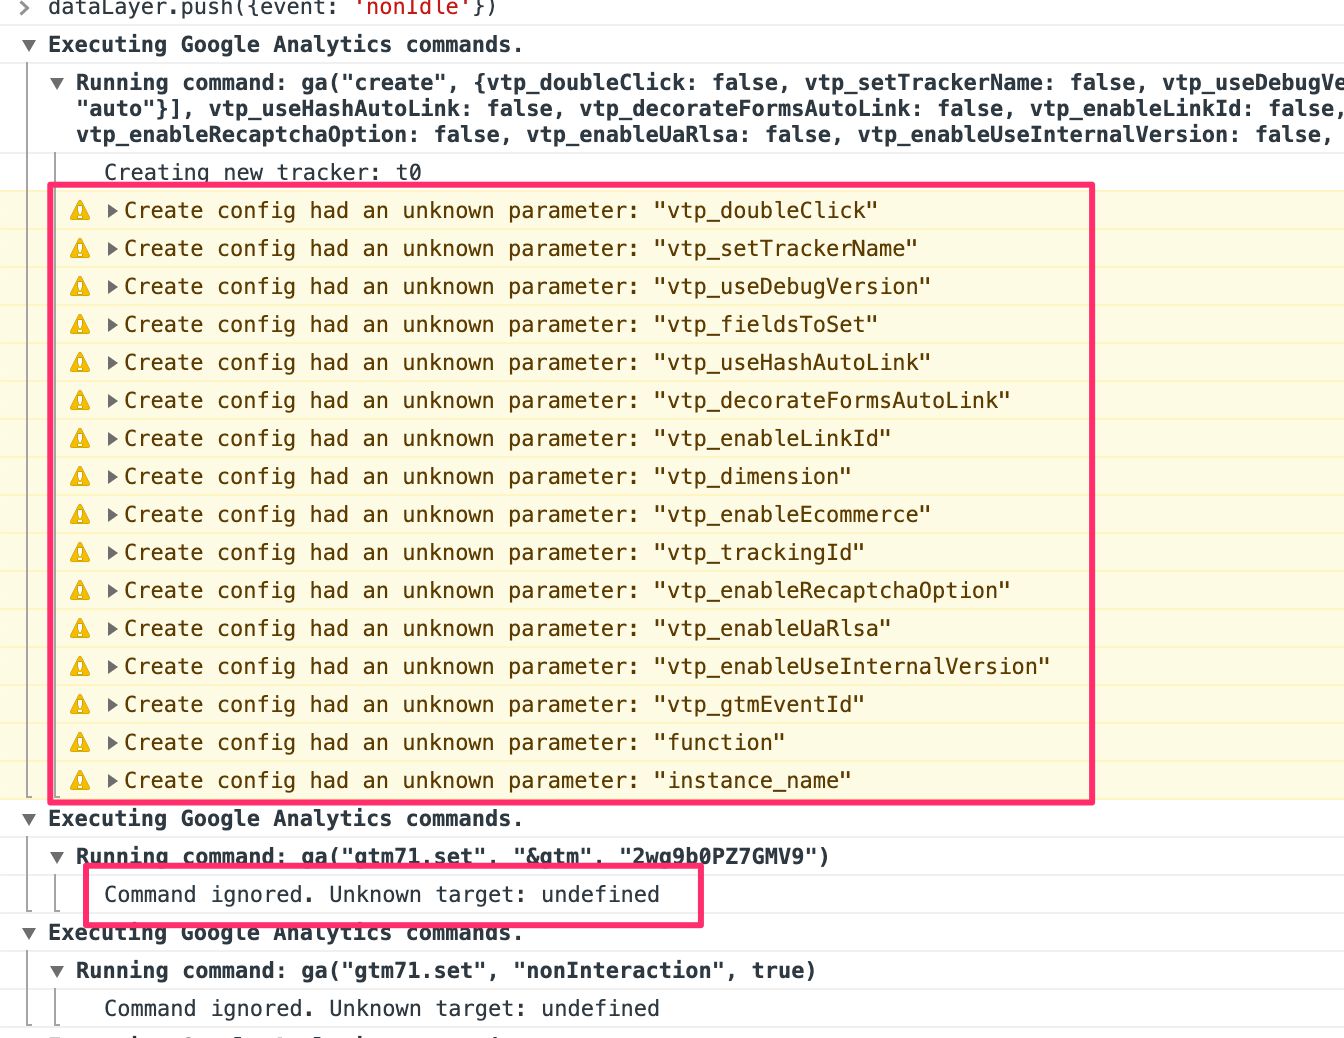 > dataLayer.push({event: 'nonIdle'})
▼ Executing Google Analytics commands.
▼ Running command: ga("create", {vtp_doubleClick: false, vtp_setTrackerName: false, vtp_useDebugVe
"auto"}], vtp_useHashAutoLink: false, vtp_decorateFormsAutoLink: false, vtp_enableLinkId: false,
vtp_enableRecaptchaOption: false, vtp_enableUaRlsa: false, vtp_enableUseInternalVersion: false,
Creating new tracker: t0
▶Create config had an unknown parameter: "vtp_doubleClick"
▶Create config had an unknown parameter: "vtp_setTrackerName"
▶Create config had an unknown parameter: "vtp_useDebugVersion"
▶Create config had an unknown parameter: "vtp_fieldsToSet"
▶Create config had an unknown parameter: "vtp_useHashAutoLink"
▶Create config had an unknown parameter: "vtp_decorateFormsAutoLink"
▶Create config had an unknown parameter: "vtp_enableLinkId"
▶Create config had an unknown parameter: "vtp_dimension"
▶Create config had an unknown parameter: "vtp_enableEcommerce"
▶Create config had an unknown parameter: "vtp_trackingId"
▶Create config had an unknown parameter: "vtp_enableRecaptchaOption"
▶Create config had an unknown parameter: "vtp_enableUaRlsa"
▶Create config had an unknown parameter: "vtp_enableUseInternalVersion"
▶Create config had an unknown parameter: "vtp_gtmEventId"
▶Create config had an unknown parameter: "function"
▶Create config had an unknown parameter: "instance_name"
▼ Executing Google Analytics commands.
▼ Running command: ga("gtm71.set", "&gtm", "2wg9b0PZ7GMV9")
Command ignored. Unknown target: undefined
▼ Executing Google Analytics commands.
▼ Running command: ga("gtm71.set", "nonInteraction", true)
Command ignored. Unknown target: undefined